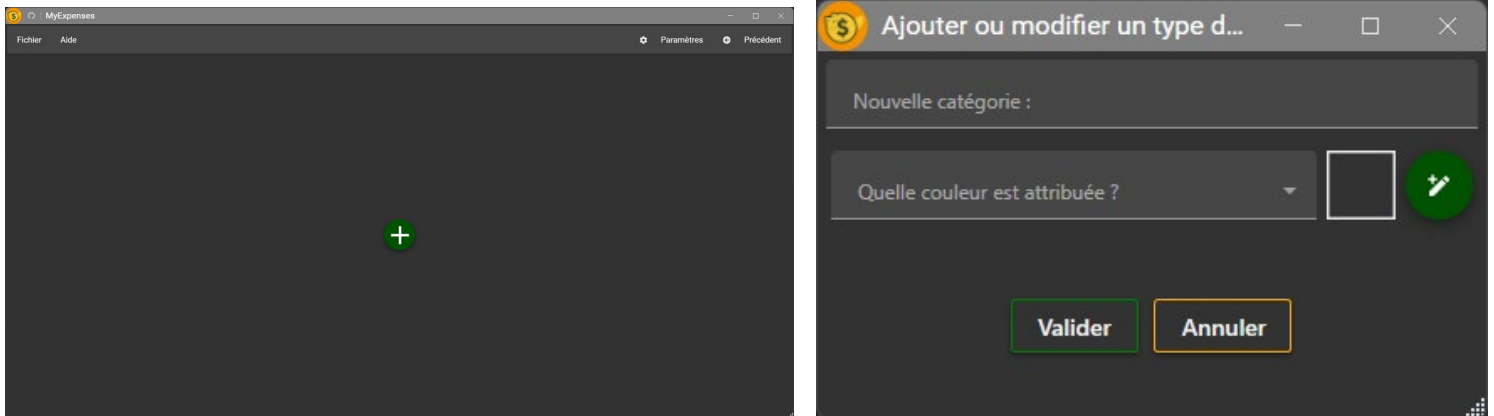 MyExpenses
Fichier Aide Paramètres Précédent
Ajouter ou modifier un type d...
Nouvelle catégorie :
Quelle couleur est attribuée ?
Valider Annuler